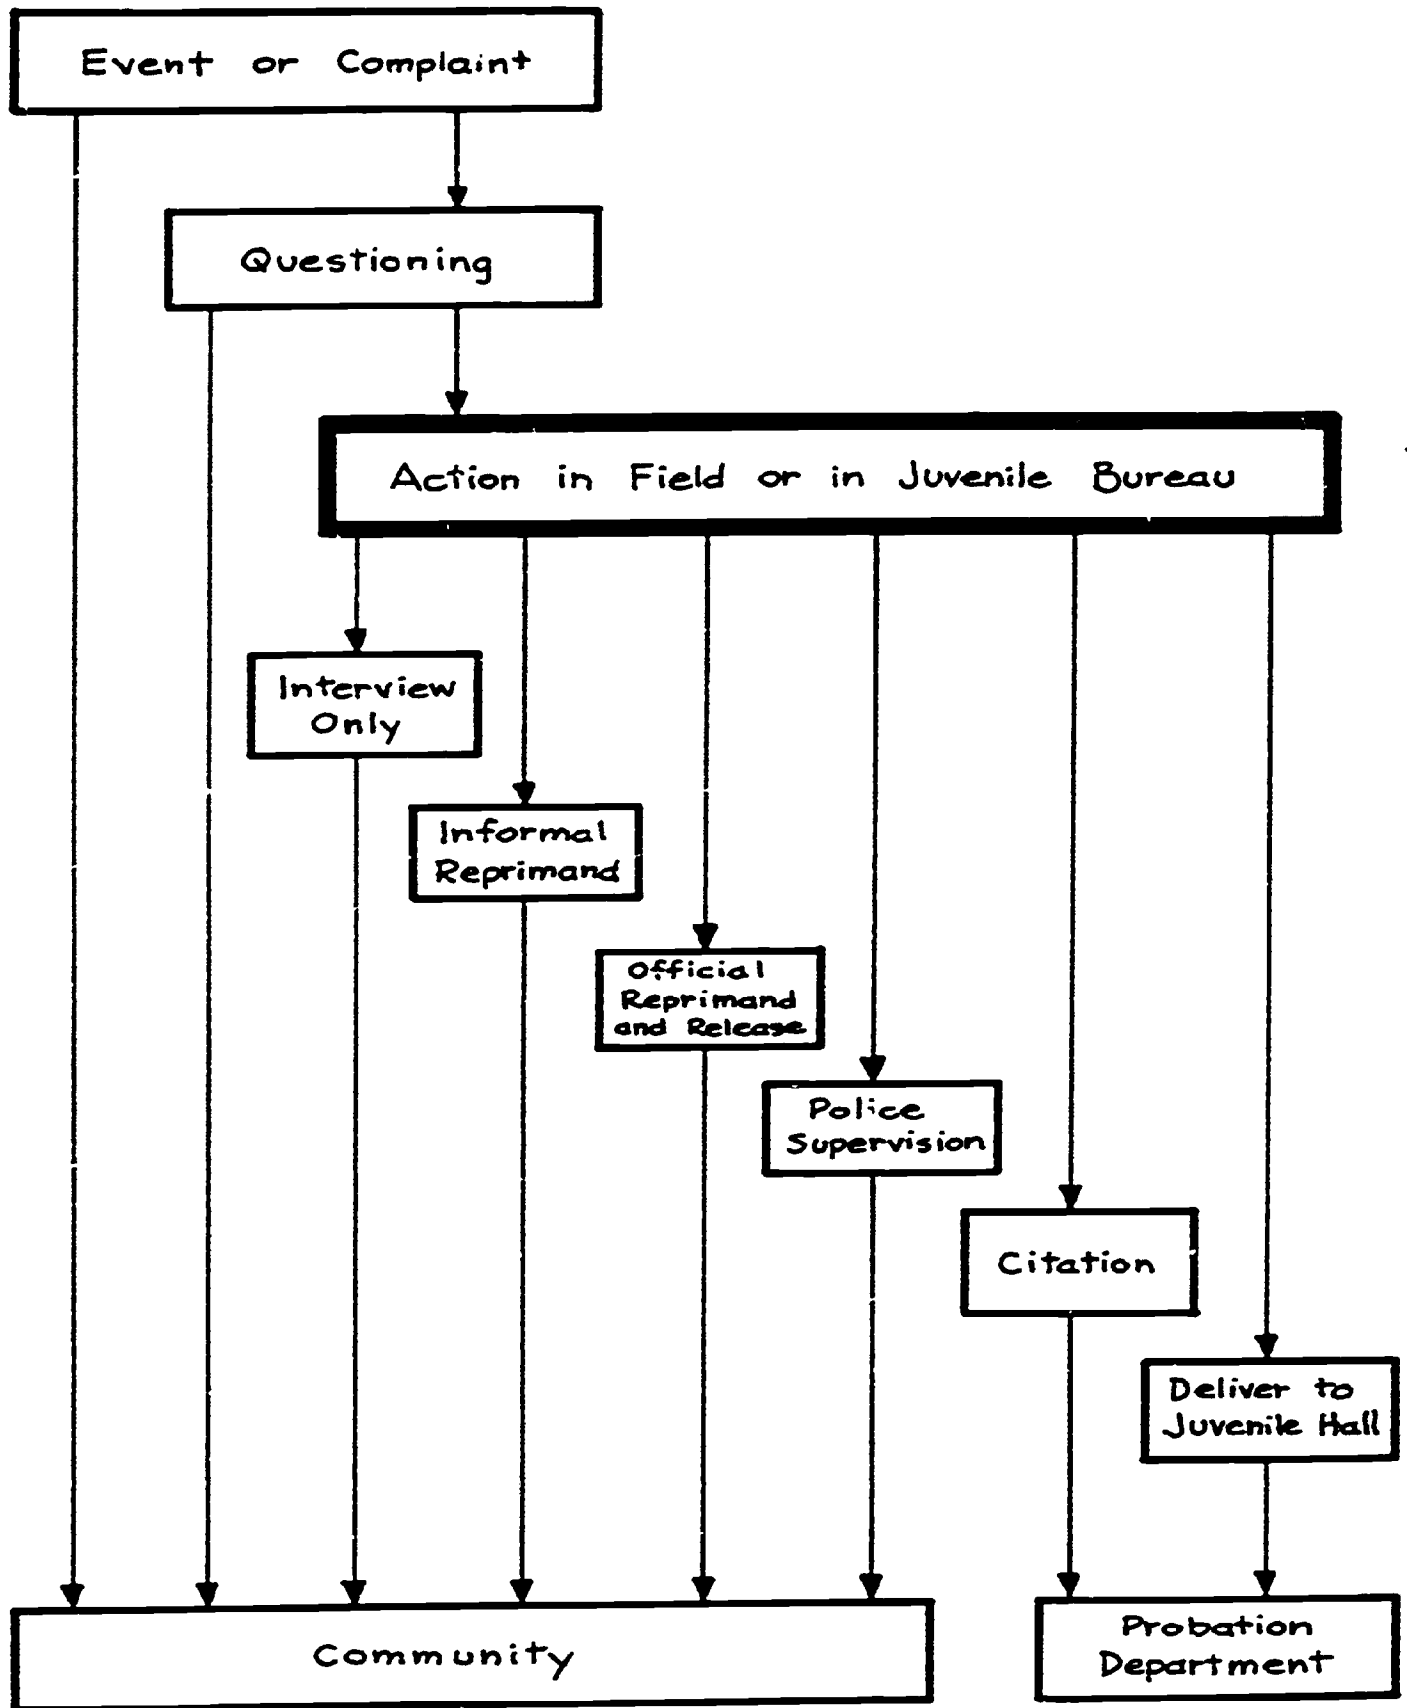 Event or Complaint
Questioning
Action in Field or in Juvenile Bureau
Interview
Only
Informal
Reprimand
Official
Reprimand
and Release
Police
Supervision
Citation
Deliver to
Juvenile Hall
Community
Probation
Department